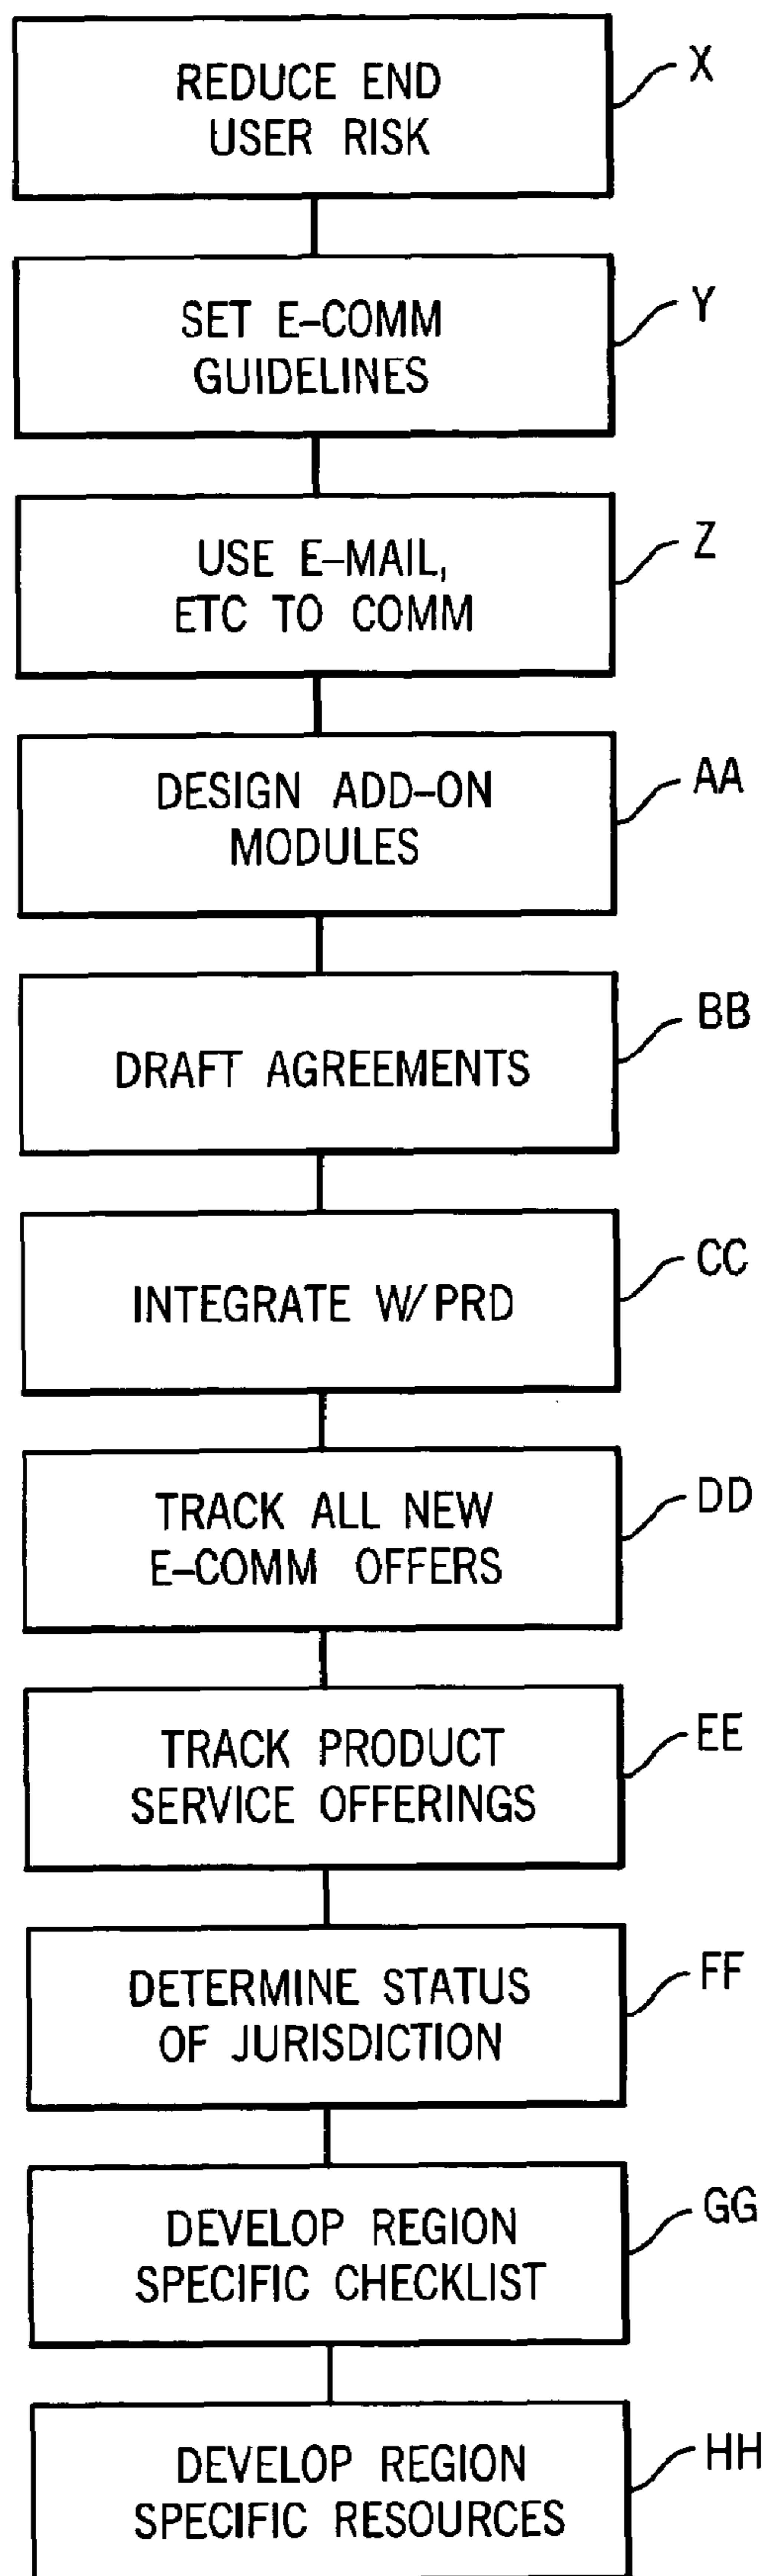 REDUCE END
USER RISK
X
SET E-COMM
GUIDELINES
Y
USE E-MAIL,
ETC TO COMM
Z
DESIGN ADD-ON
MODULES
AA
DRAFT AGREEMENTS
BB
INTEGRATE W/PRD
CC
TRACK ALL NEW
E-COMM OFFERS
DD
TRACK PRODUCT
SERVICE OFFERINGS
EE
DETERMINE STATUS
OF JURISDICTION
FF
DEVELOP REGION
SPECIFIC CHECKLIST
GG
DEVELOP REGION
SPECIFIC RESOURCES
HH